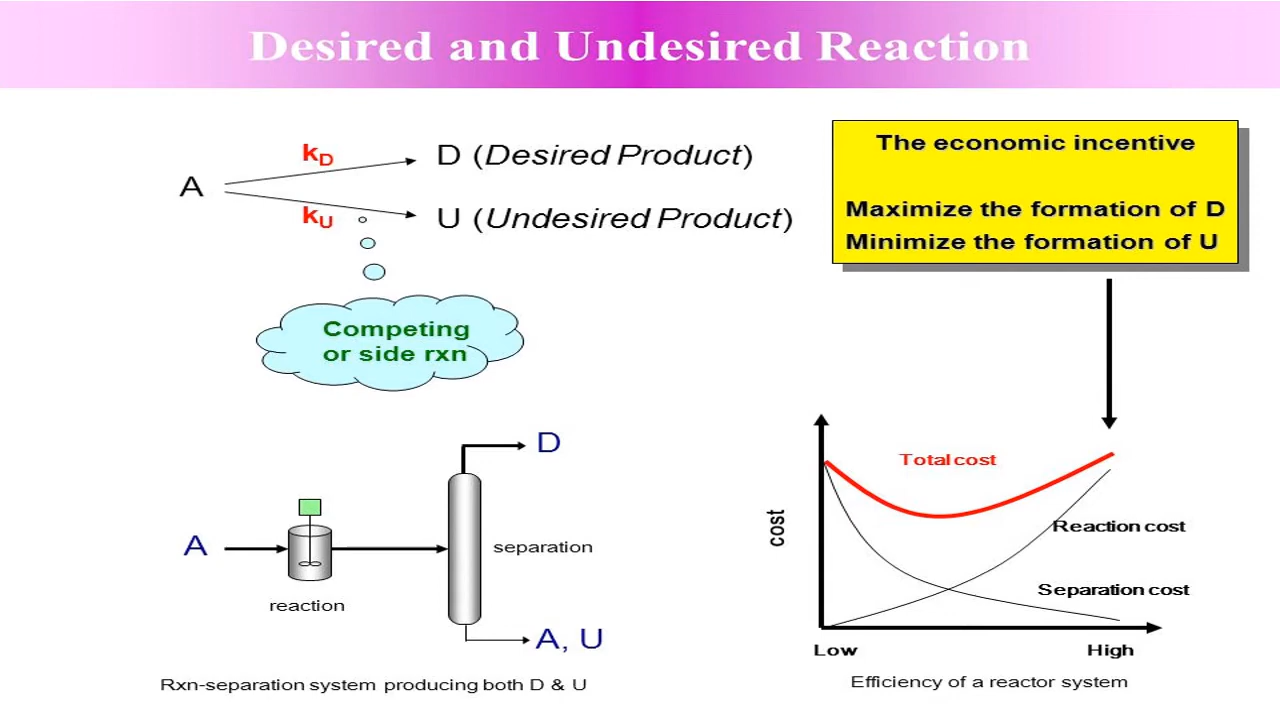 Desired and Undesired Reaction
kD
A
D (Desired Product)
kU
U (Undesired Product)
Competing
or side rxn
The economic incentive
Maximize the formation of D
Minimize the formation of U
D
A
separation
reaction
A, U
Rxn-separation system producing both D & U
Total cost
cost
Reaction cost
Separation cost
Low
High
Efficiency of a reactor system